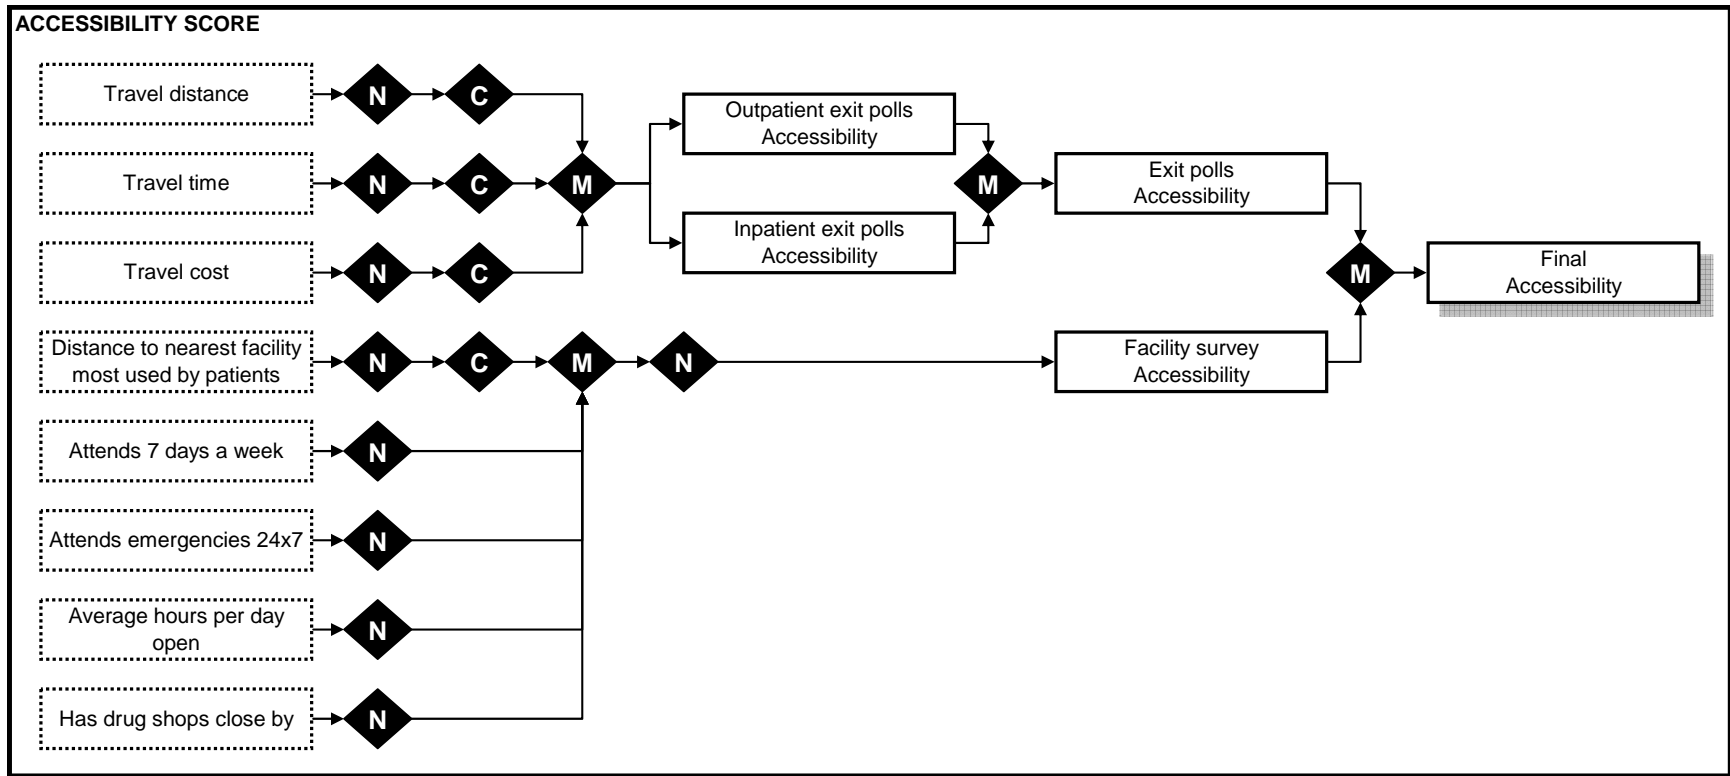 ACCESSIBILITY SCORE
Travel distance
N
C
Outpatient exit polls
Accessibility
Travel time
N
C
M
M
Exit polls
Accessibility
Inpatient exit polls
Accessibility
Travel cost
N
C
M
Final
Accessibility
Distance to nearest facility
most used by patients
N
C
M
N
Facility survey
Accessibility
Attends 7 days a week
N
Attends emergencies 24x7
N
Average hours per day
open
N
Has drug shops close by
N